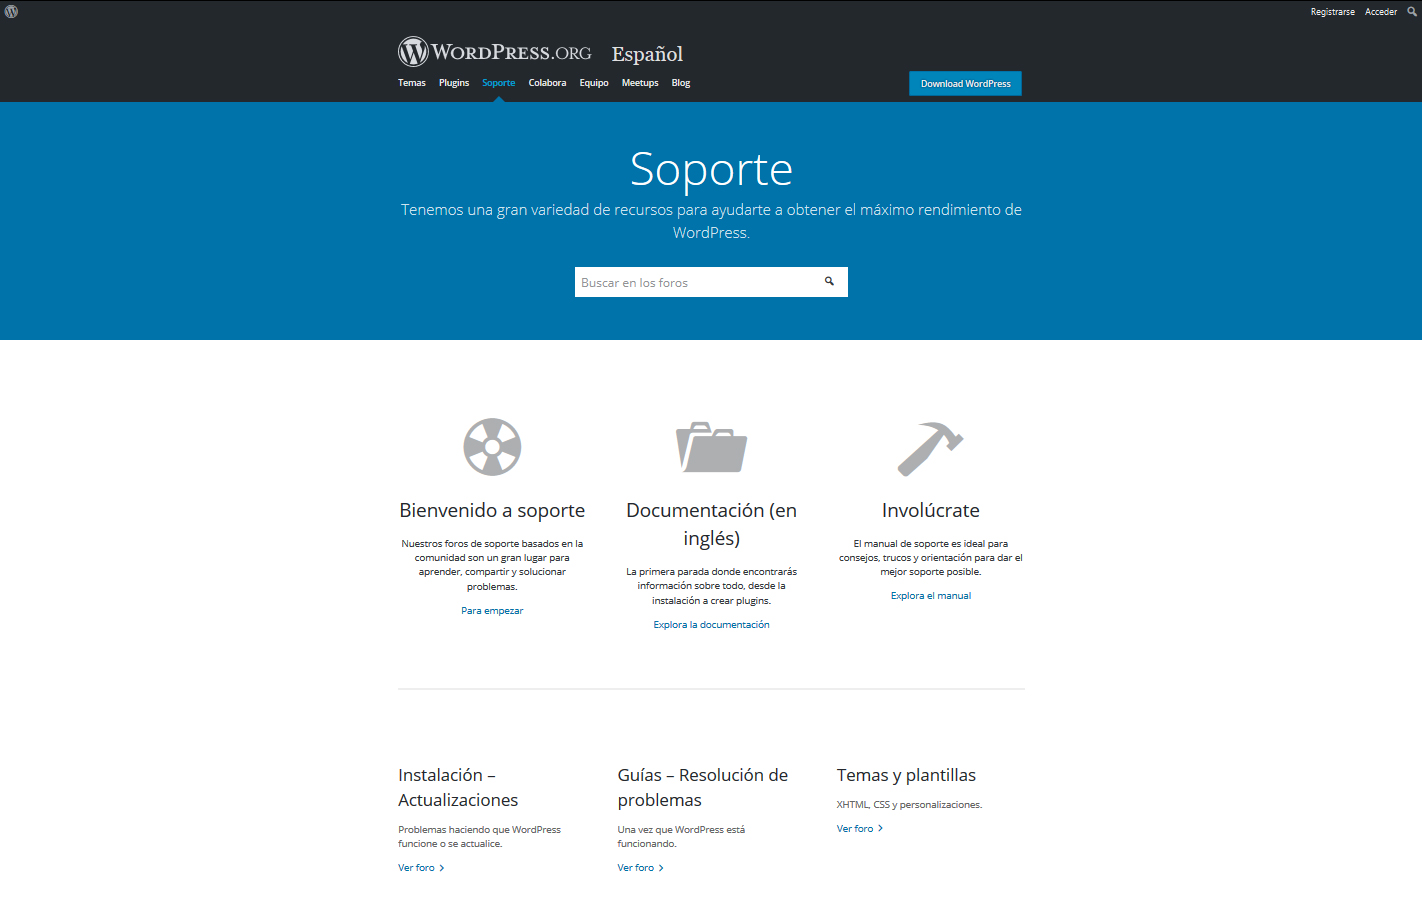 Registrarse Acceder
WORDPRESS.ORG Español
Temas Plugins Soporte Colabora Equipo Meetups Blog
Download WordPress
Soporte
Tenemos una gran variedad de recursos para ayudarte a obtener el máximo rendimiento de
WordPress.
Buscar en los foros
Bienvenido a soporte
Nuestros foros de soporte basados en la
comunidad son un gran lugar para
aprender, compartir y solucionar
problemas.
Para empezar
Documentación (en
inglés)
La primera parada donde encontrarás
información sobre todo, desde la
instalación a crear plugins.
Explora la documentación
Involúcrate
El manual de soporte es ideal para
consejos, trucos y orientación para dar el
mejor soporte posible.
Explora el manual
Instalación –
Actualizaciones
Problemas haciendo que WordPress
funcione o se actualice.
Ver foro
Guías – Resolución de
problemas
Una vez que WordPress está
funcionando.
Ver foro
Temas y plantillas
XHTML, CSS y personalizaciones.
Ver foro